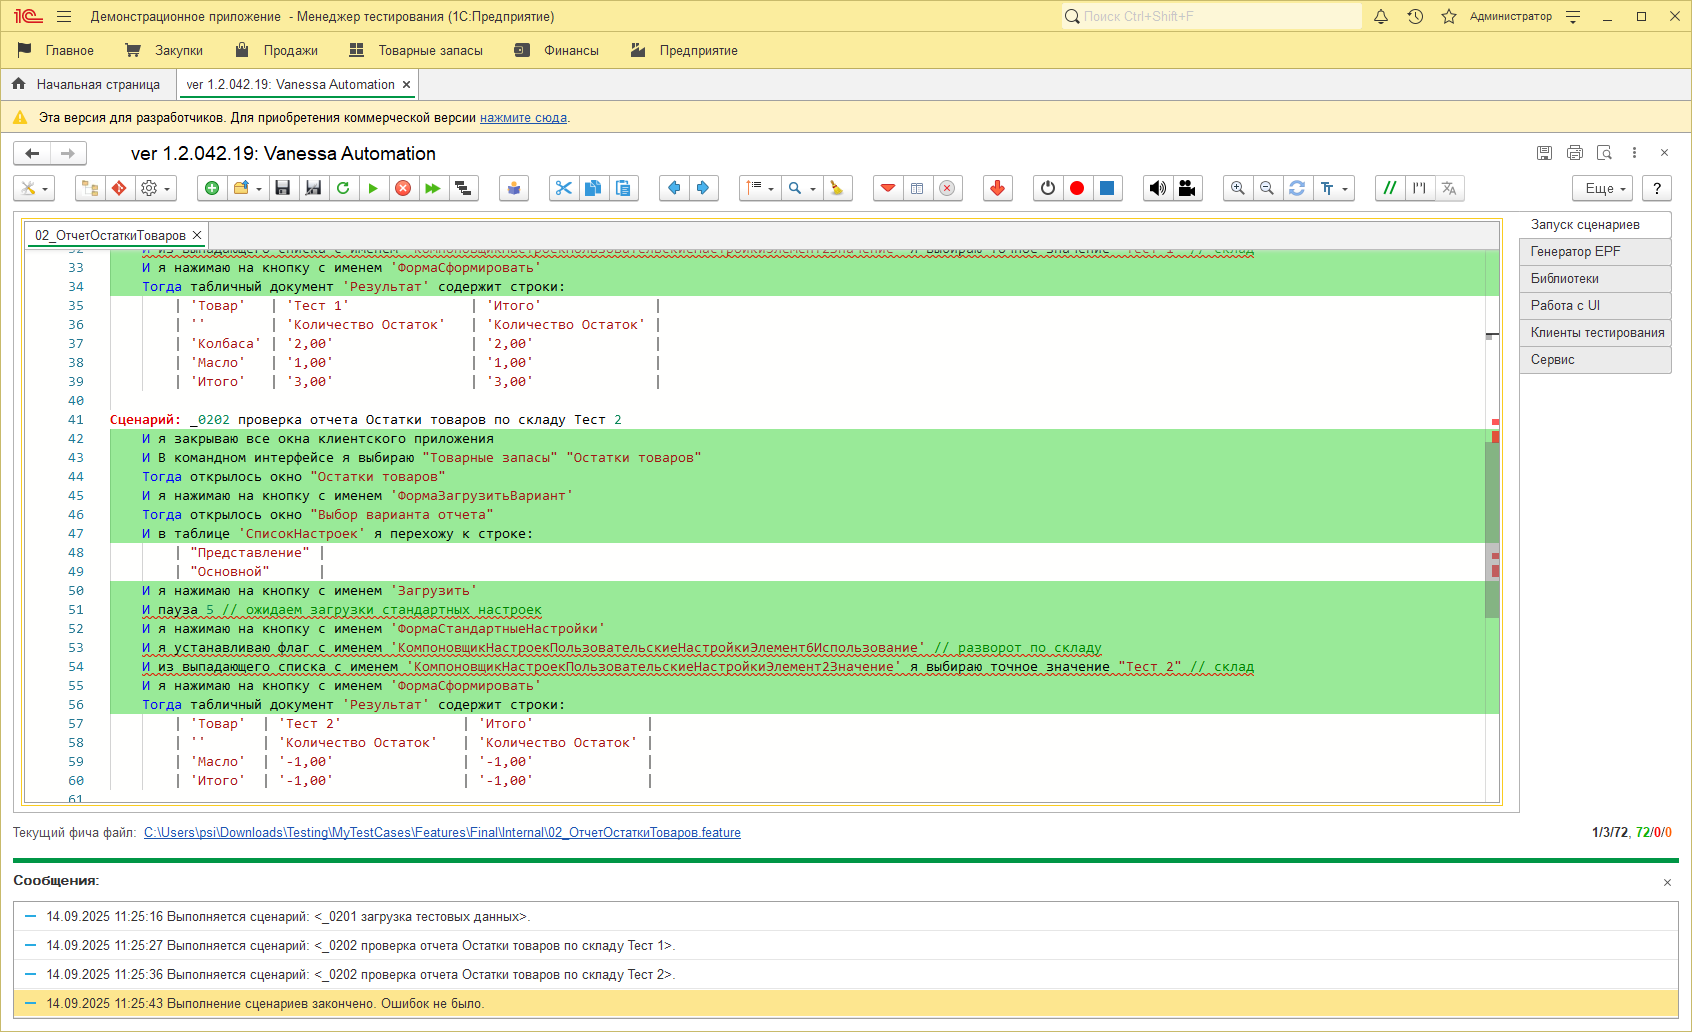 1С Демонстрационное приложение - Менеджер тестирования (1С:Предприятие) Поиск Ctrl+Shift+F Администратор
Главное Закупки Продажи Товарные запасы Финансы Предприятие
Начальная страница ver 1.2.042.19: Vanessa Automation
Эта версия для разработчиков. Для приобретения коммерческой версии нажмите сюда.
ver 1.2.042.19: Vanessa Automation
Еще ?
02_ОтчетОстаткиТоваров
32 И из выпадающего списка с именем 'КомпоновщикНастроекПользовательскиеНастройкиЭлемент2Значение' я выбираю точное значение "Тест 1" // склад
33 И я нажимаю на кнопку с именем 'ФормаСформировать'
34 Тогда табличный документ 'Результат' содержит строки:
35 | 'Товар' | 'Тест 1' | 'Итого' |
36 | '' | 'Количество Остаток' | 'Количество Остаток' |
37 | 'Колбаса' | '2,00' | '2,00' |
38 | 'Масло' | '1,00' | '1,00' |
39 | 'Итого' | '3,00' | '3,00' |
40
41 Сценарий: _0202 проверка отчета Остатки товаров по складу Тест 2
42 И я закрываю все окна клиентского приложения
43 И В командном интерфейсе я выбираю "Товарные запасы" "Остатки товаров"
44 Тогда открылось окно "Остатки товаров"
45 И я нажимаю на кнопку с именем 'ФормаЗагрузитьВариант'
46 Тогда открылось окно "Выбор варианта отчета"
47 И в таблице 'СписокНастроек' я перехожу к строке:
48 | "Представление" |
49 | "Основной" |
50 И я нажимаю на кнопку с именем 'Загрузить'
51 И пауза 5 // ожидаем загрузки стандартных настроек
52 И я нажимаю на кнопку с именем 'ФормаСтандартныеНастройки'
53 И я устанавливаю флаг с именем 'КомпоновщикНастроекПользовательскиеНастройкиЭлемент6Использование' // разворот по складу
54 И из выпадающего списка с именем 'КомпоновщикНастроекПользовательскиеНастройкиЭлемент2Значение' я выбираю точное значение "Тест 2" // склад
55 И я нажимаю на кнопку с именем 'ФормаСформировать'
56 Тогда табличный документ 'Результат' содержит строки:
57 | 'Товар' | 'Тест 2' | 'Итого' |
58 | '' | 'Количество Остаток' | 'Количество Остаток' |
59 | 'Масло' | '-1,00' | '-1,00' |
60 | 'Итого' | '-1,00' | '-1,00' |
61
Запуск сценариев
Генератор EPF
Библиотеки
Работа с UI
Клиенты тестирования
Сервис
Текущий фича файл: C:\Users\psi\Downloads\Testing\MyTestCases\Features\Final\Internal\02_ОтчетОстаткиТоваров.feature 1/3/72, 72/0/0
Сообщения:
14.09.2025 11:25:16 Выполняется сценарий: <_0201 загрузка тестовых данных>.
14.09.2025 11:25:27 Выполняется сценарий: <_0202 проверка отчета Остатки товаров по складу Тест 1>.
14.09.2025 11:25:36 Выполняется сценарий: <_0202 проверка отчета Остатки товаров по складу Тест 2>.
14.09.2025 11:25:43 Выполнение сценариев закончено. Ошибок не было.